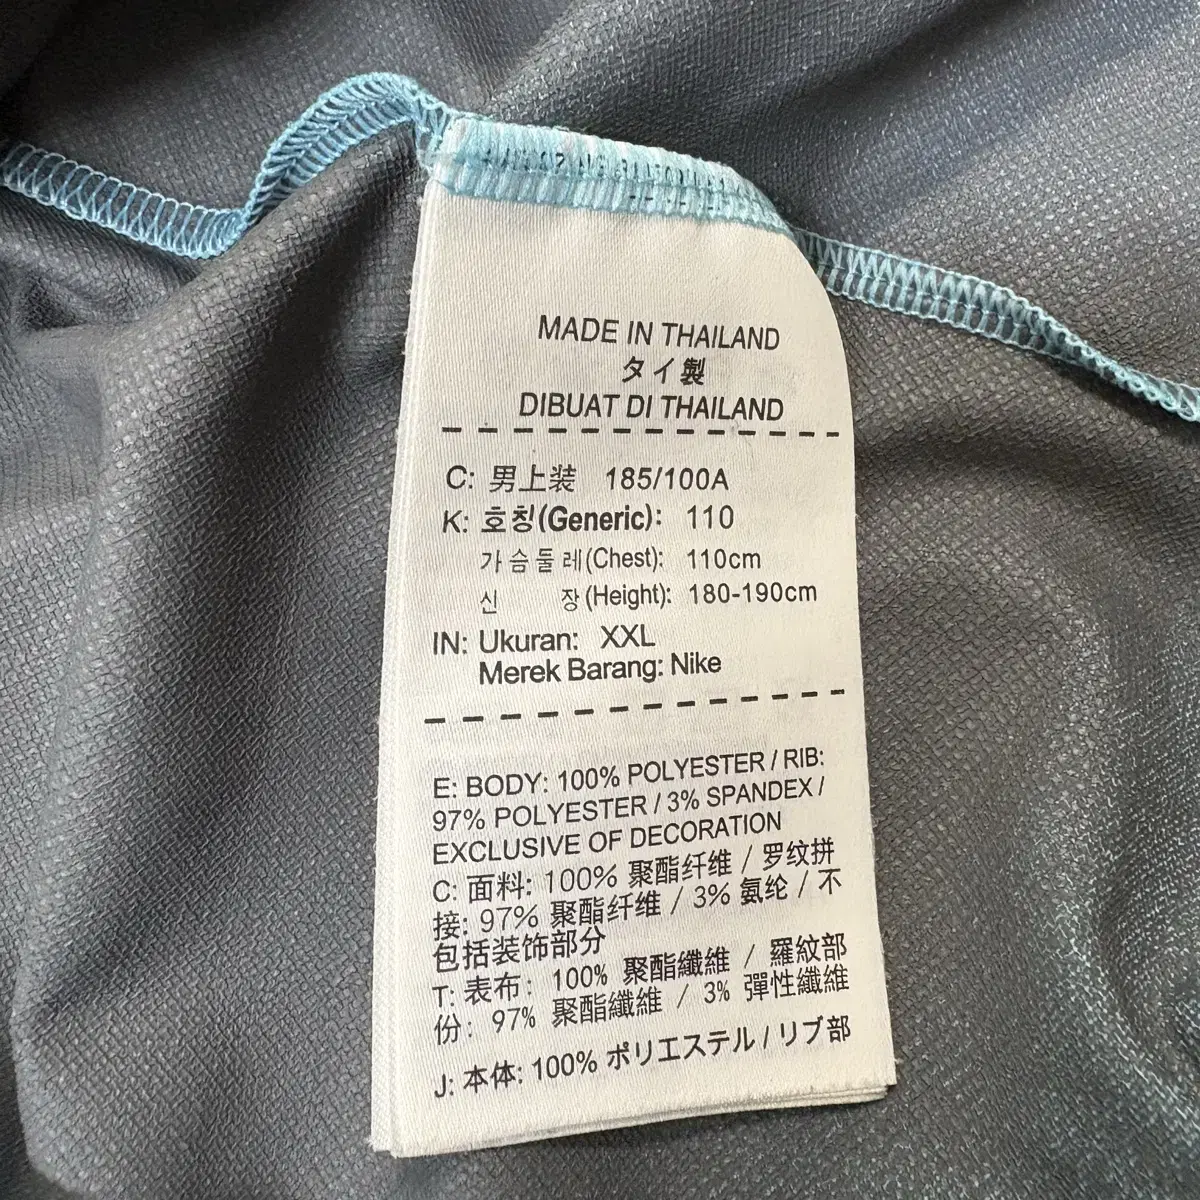 MADE IN THAILAND
タイ製
DIBUAT DI THAILAND
C: 男上装 185/100A
K: 호칭(Generic): 110
가슴둘레(Chest): 110cm
신 장(Height): 180-190cm
IN: Ukuran: XXL
Merek Barang: Nike
E: BODY: 100% POLYESTER / RIB:
97% POLYESTER / 3% SPANDEX /
EXCLUSIVE OF DECORATION
C: 面料: 100% 聚酯纤维 / 罗纹拼
接: 97% 聚酯纤维 / 3% 氨纶 / 不
包括装饰部分
T: 表布: 100% 聚酯纖維 / 羅紋部
份: 97% 聚酯纖維 / 3% 彈性纖維
J: 本体: 100% ポリエステル / リブ部